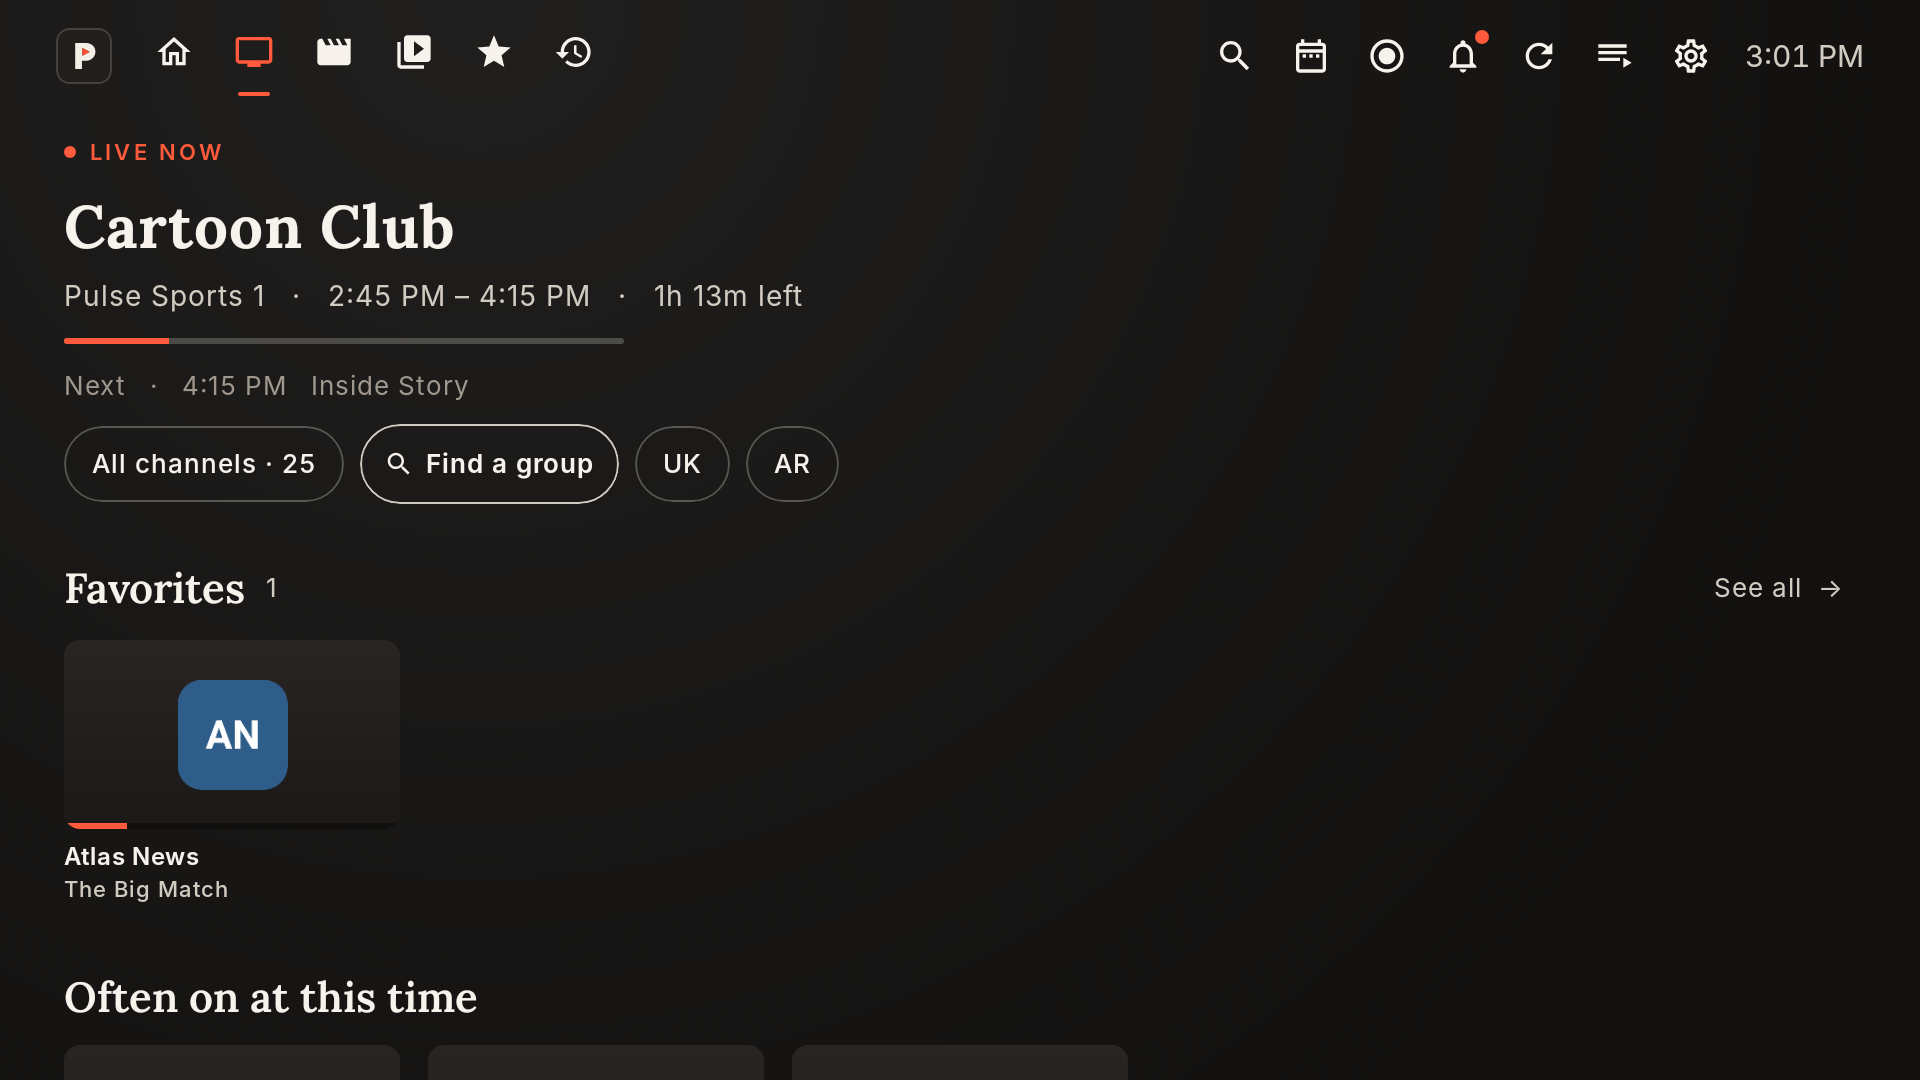 P
3:01 PM
LIVE NOW
Cartoon Club
Pulse Sports 1 · 2:45 PM – 4:15 PM · 1h 13m left
Next · 4:15 PM Inside Story
All channels · 25
Find a group
UK
AR
Favorites 1
See all →
AN
Atlas News
The Big Match
Often on at this time